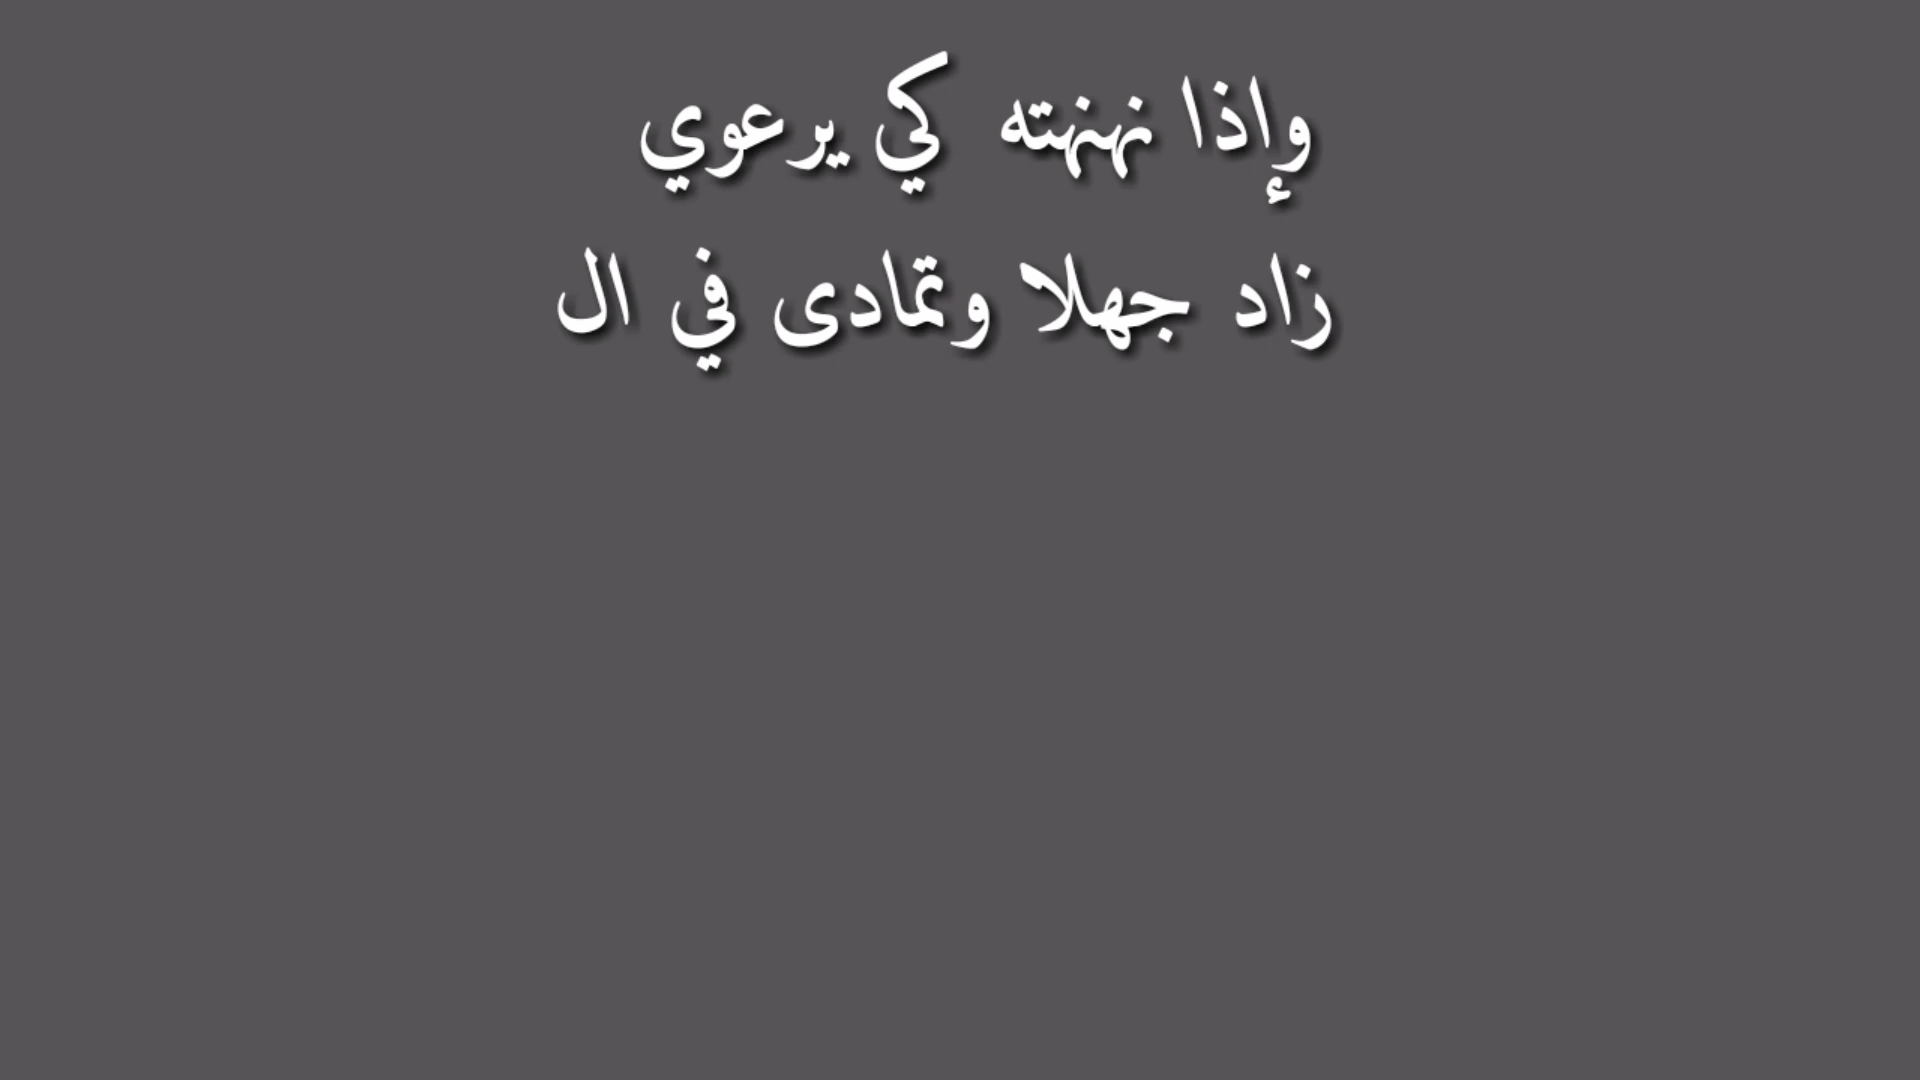 وإذا نهنهته كي يرعوي
زاد جهلا وتمادى في ال